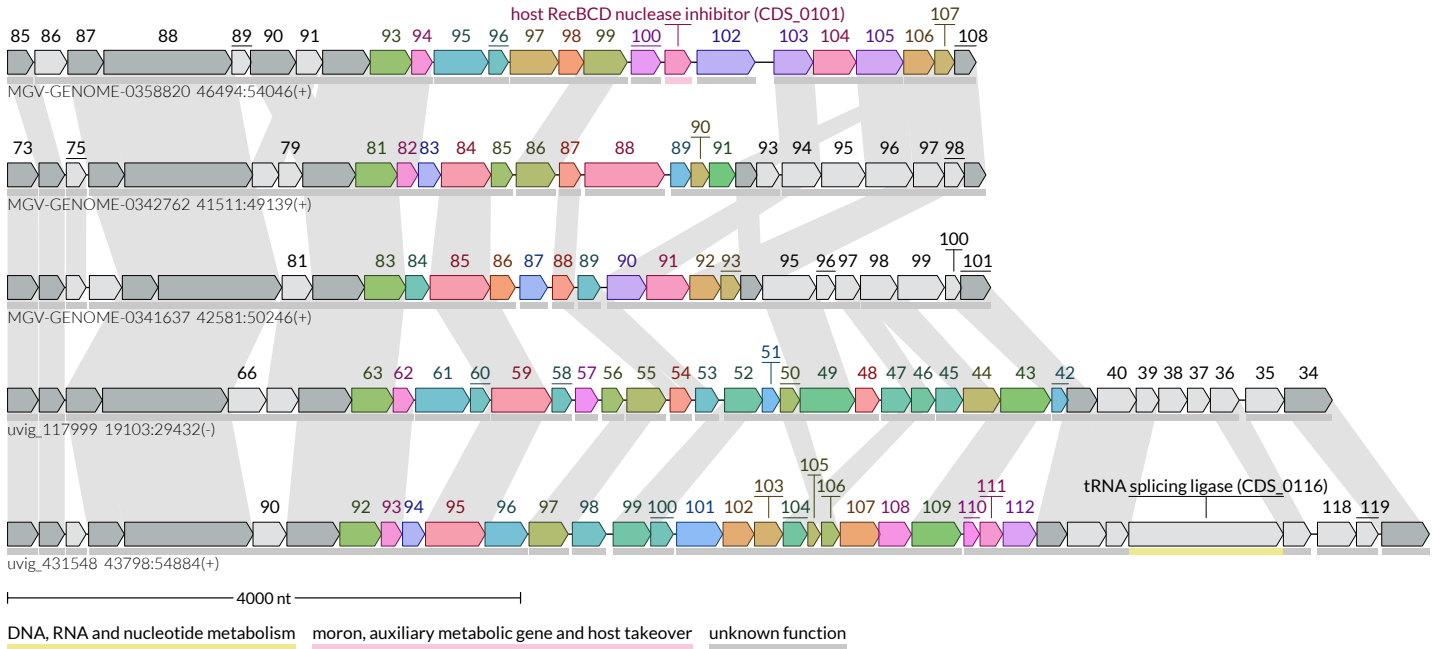 host RecBCD nuclease inhibitor (CDS_0101)
107
85 86 87 88 89 90 91 93 94 95 96 97 98 99 100 102 103 104 105 106 108
MGV-GENOME-0358820 46494:54046(+)
90
73 75 79 81 82 83 84 85 86 87 88 89 91 93 94 95 96 97 98
MGV-GENOME-0342762 41511:49139(+)
100
81 83 84 85 86 87 88 89 90 91 92 93 95 96 97 98 99 101
MGV-GENOME-0341637 42581:50246(+)
51
66 63 62 61 60 59 58 57 56 55 54 53 52 50 49 48 47 46 45 44 43 42 40 39 38 37 36 35 34
uvig_117999 19103:29432(-)
105
103 106 111 tRNA splicing ligase (CDS_0116)
90 92 93 94 95 96 97 98 99 100 101 102 104 107 108 109 110 112 118 119
uvig_431548 43798:54884(+)
4000 nt
DNA, RNA and nucleotide metabolism moron, auxiliary metabolic gene and host takeover unknown function